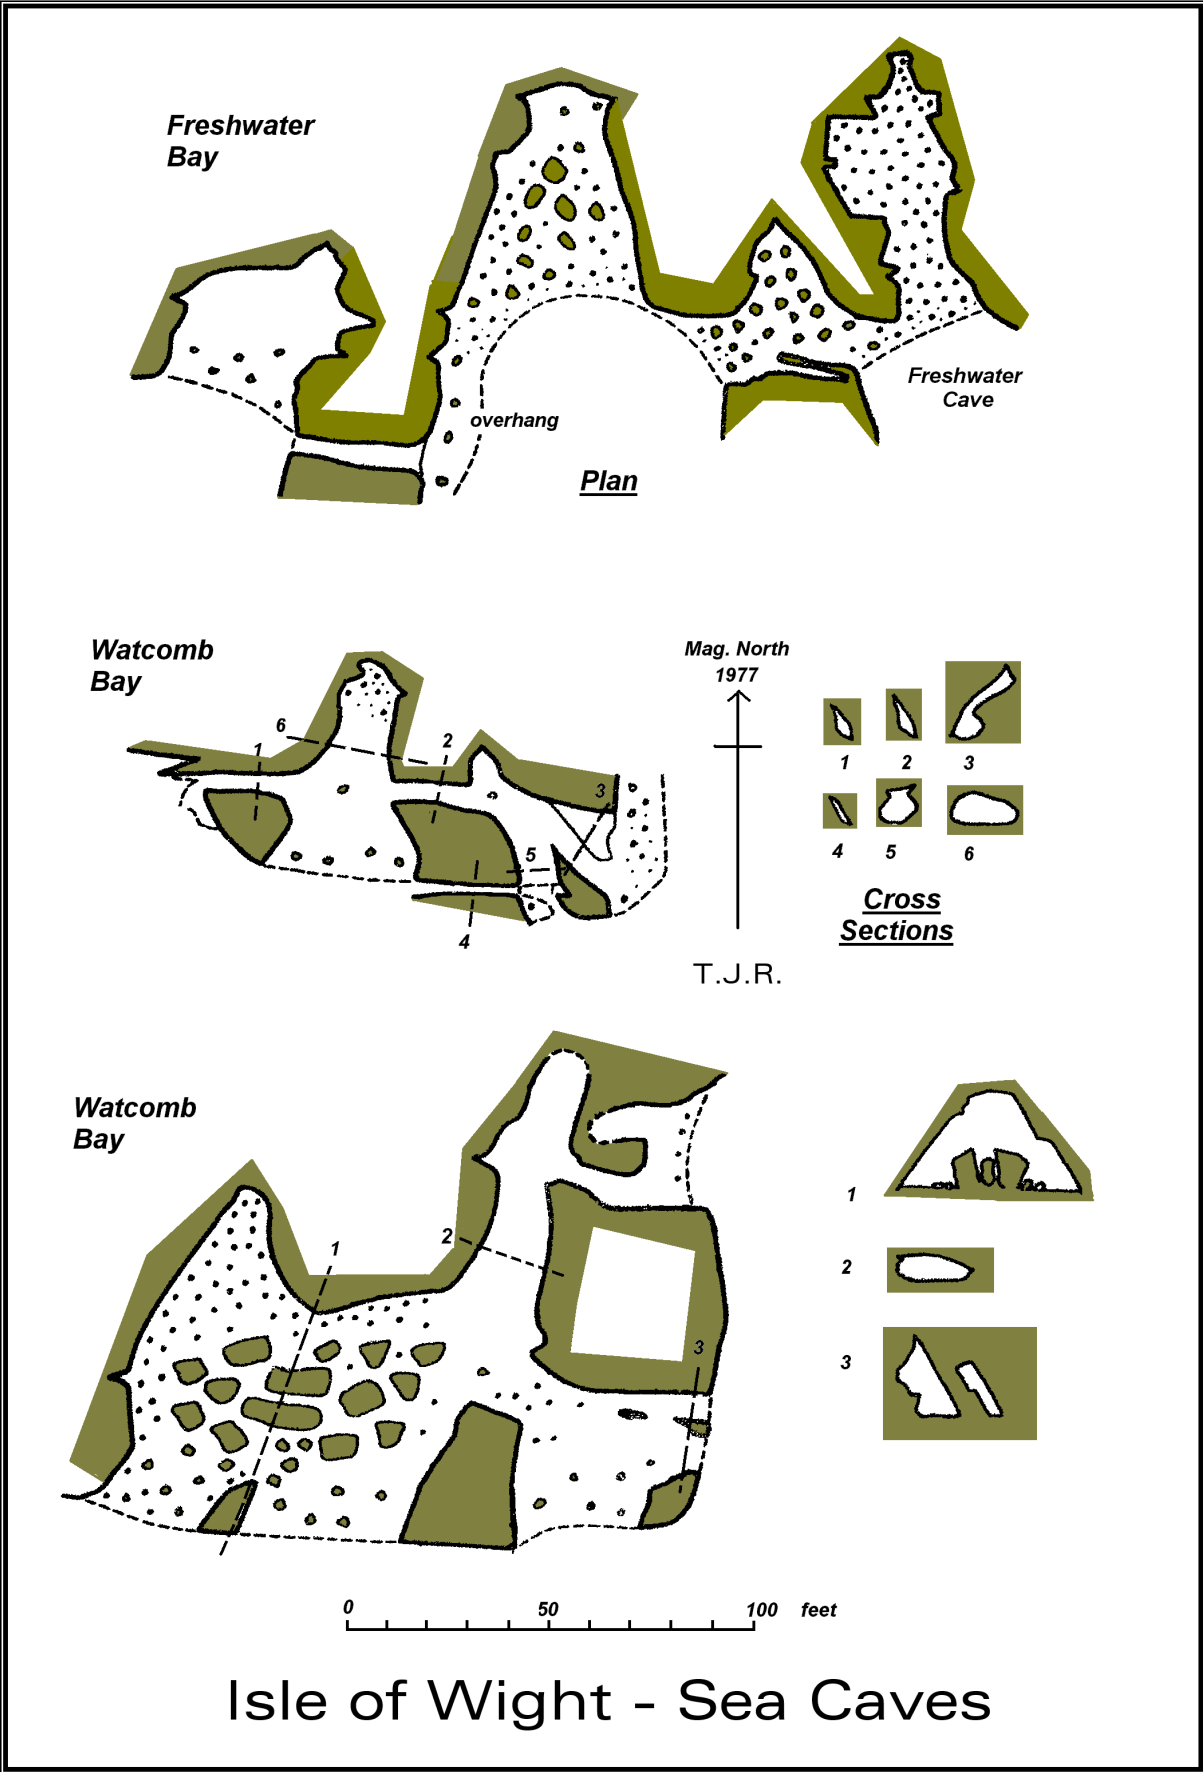 Freshwater
Bay
overhang
Plan
Freshwater
Cave
Watcomb
Bay
6
1
2
3
5
4
Mag. North
1977
T.J.R.
1
2
3
4
5
6
Cross
Sections
Watcomb
Bay
1
2
3
1
2
3
0 50 100 feet
Isle of Wight - Sea Caves